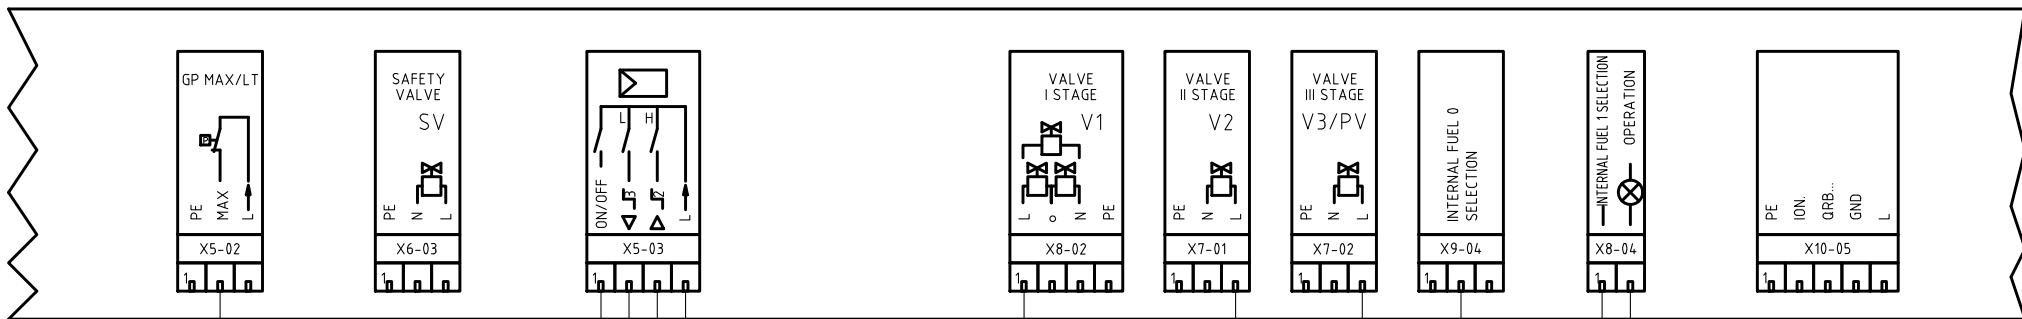 GP MAX/LT
PE
MAX
L
X5-02
1
SAFETY
VALVE
SV
PE
N
L
X6-03
1
L H
ON/OFF
3
2
L
X5-03
1
VALVE
I STAGE
V1
L
N
PE
X8-02
1
VALVE
II STAGE
V2
PE
N
L
X7-01
1
VALVE
III STAGE
V3/PV
PE
N
L
X7-02
1
INTERNAL FUEL 0
SELECTION
X9-04
1
INTERNAL FUEL 1 SELECTION
OPERATION
X8-04
1
PE
ION.
QRB...
GND
L
X10-05
1